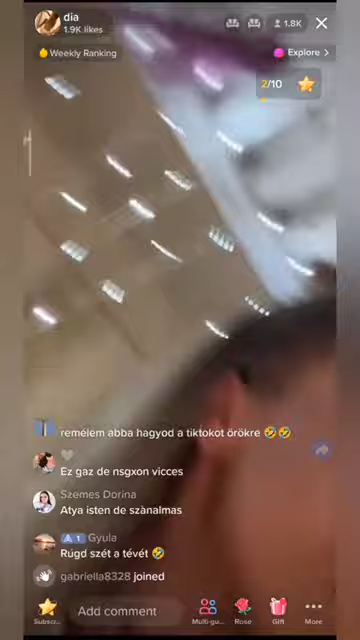 dia
1.9K likes
1.8K
Weekly Ranking
Explore >
2/10
remélem abba hagyod a tiktokot örökre 🤣🤣
Ez gaz de nsgxon vicces
Szemes Dorina
Atya isten de szànalmas
1 Gyula
Rúgd szét a tévét 🤣
gabriella8328 joined
Subscr...
Add comment
Multi-gu...
Rose
Gift
More